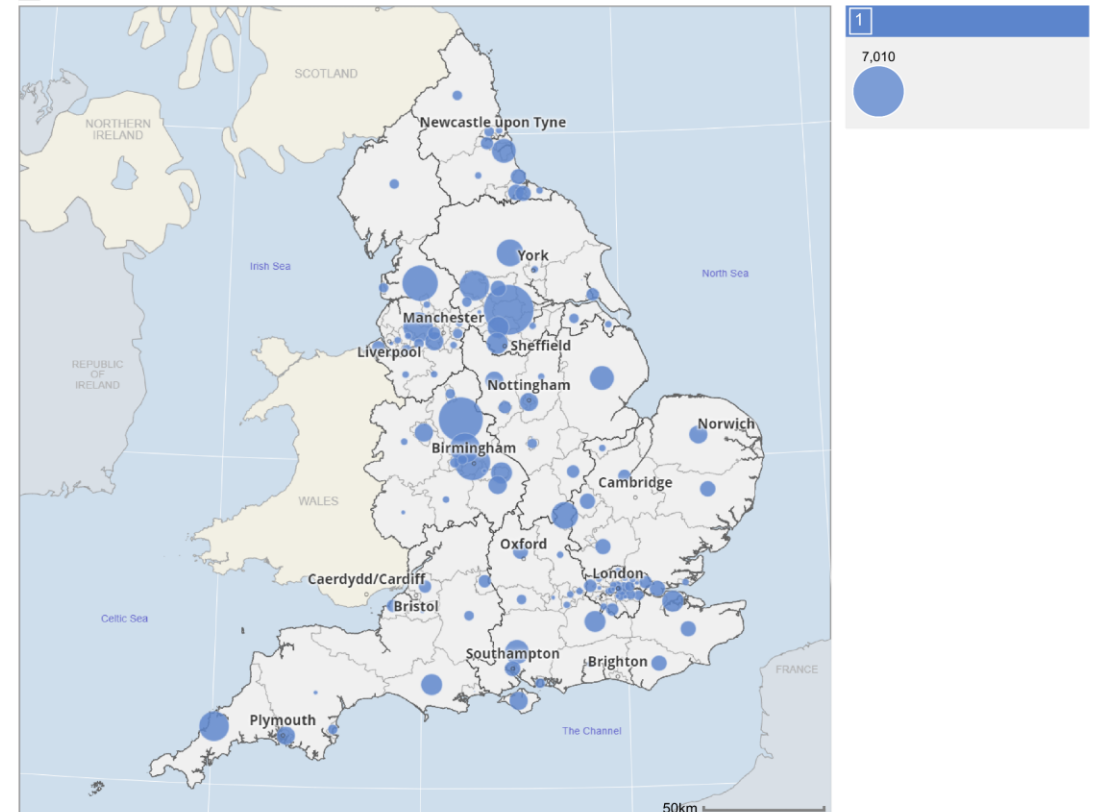 1
7,010
SCOTLAND
NORTHERN
IRELAND
Newcastle upon Tyne
Irish Sea
York
North Sea
Manchester
Liverpool
Sheffield
REPUBLIC
OF
IRELAND
Nottingham
Norwich
Birmingham
Cambridge
WALES
Oxford
London
Caerdydd/Cardiff
Bristol
Celtic Sea
Southampton
Brighton
FRANCE
Plymouth
The Channel
50km